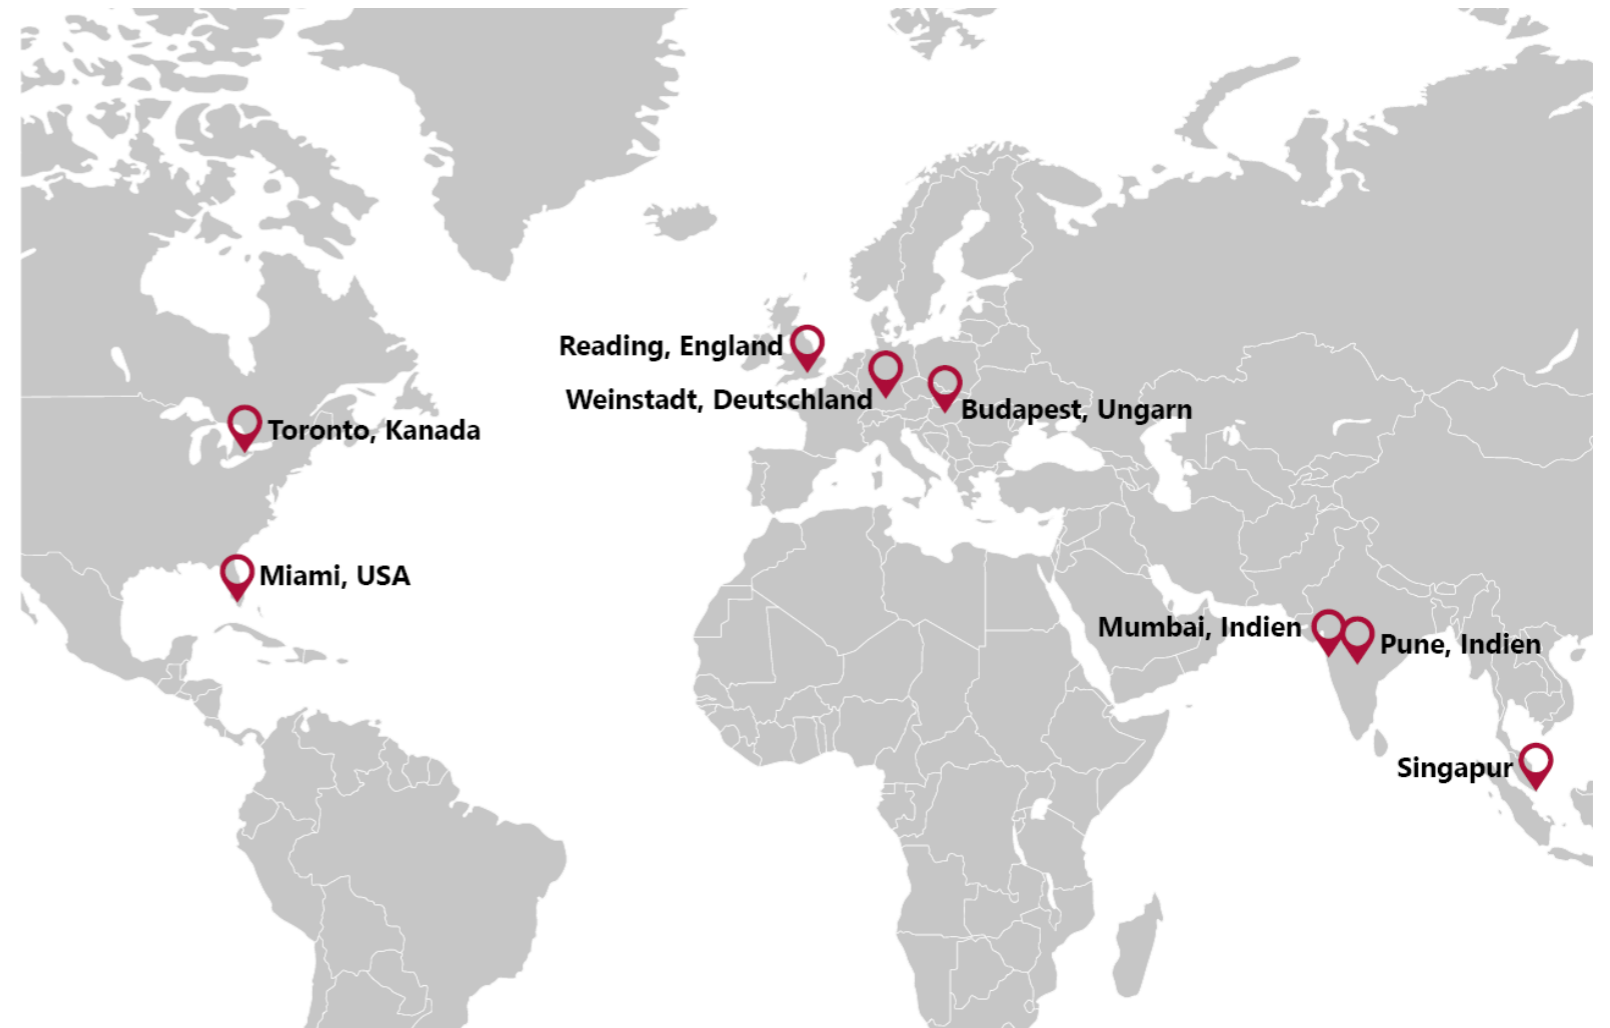 Reading, England
Weinstadt, Deutschland
Budapest, Ungarn
Toronto, Kanada
Miami, USA
Mumbai, Indien
Pune, Indien
Singapur